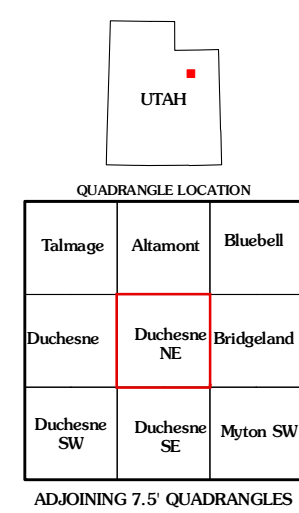 UTAH
QUADRANGLE LOCATION
Talmage Altamont Bluebell
Duchesne Duchesne NE Bridgeland
Duchesne SW Duchesne SE Myton SW
ADJOINING 7.5' QUADRANGLES